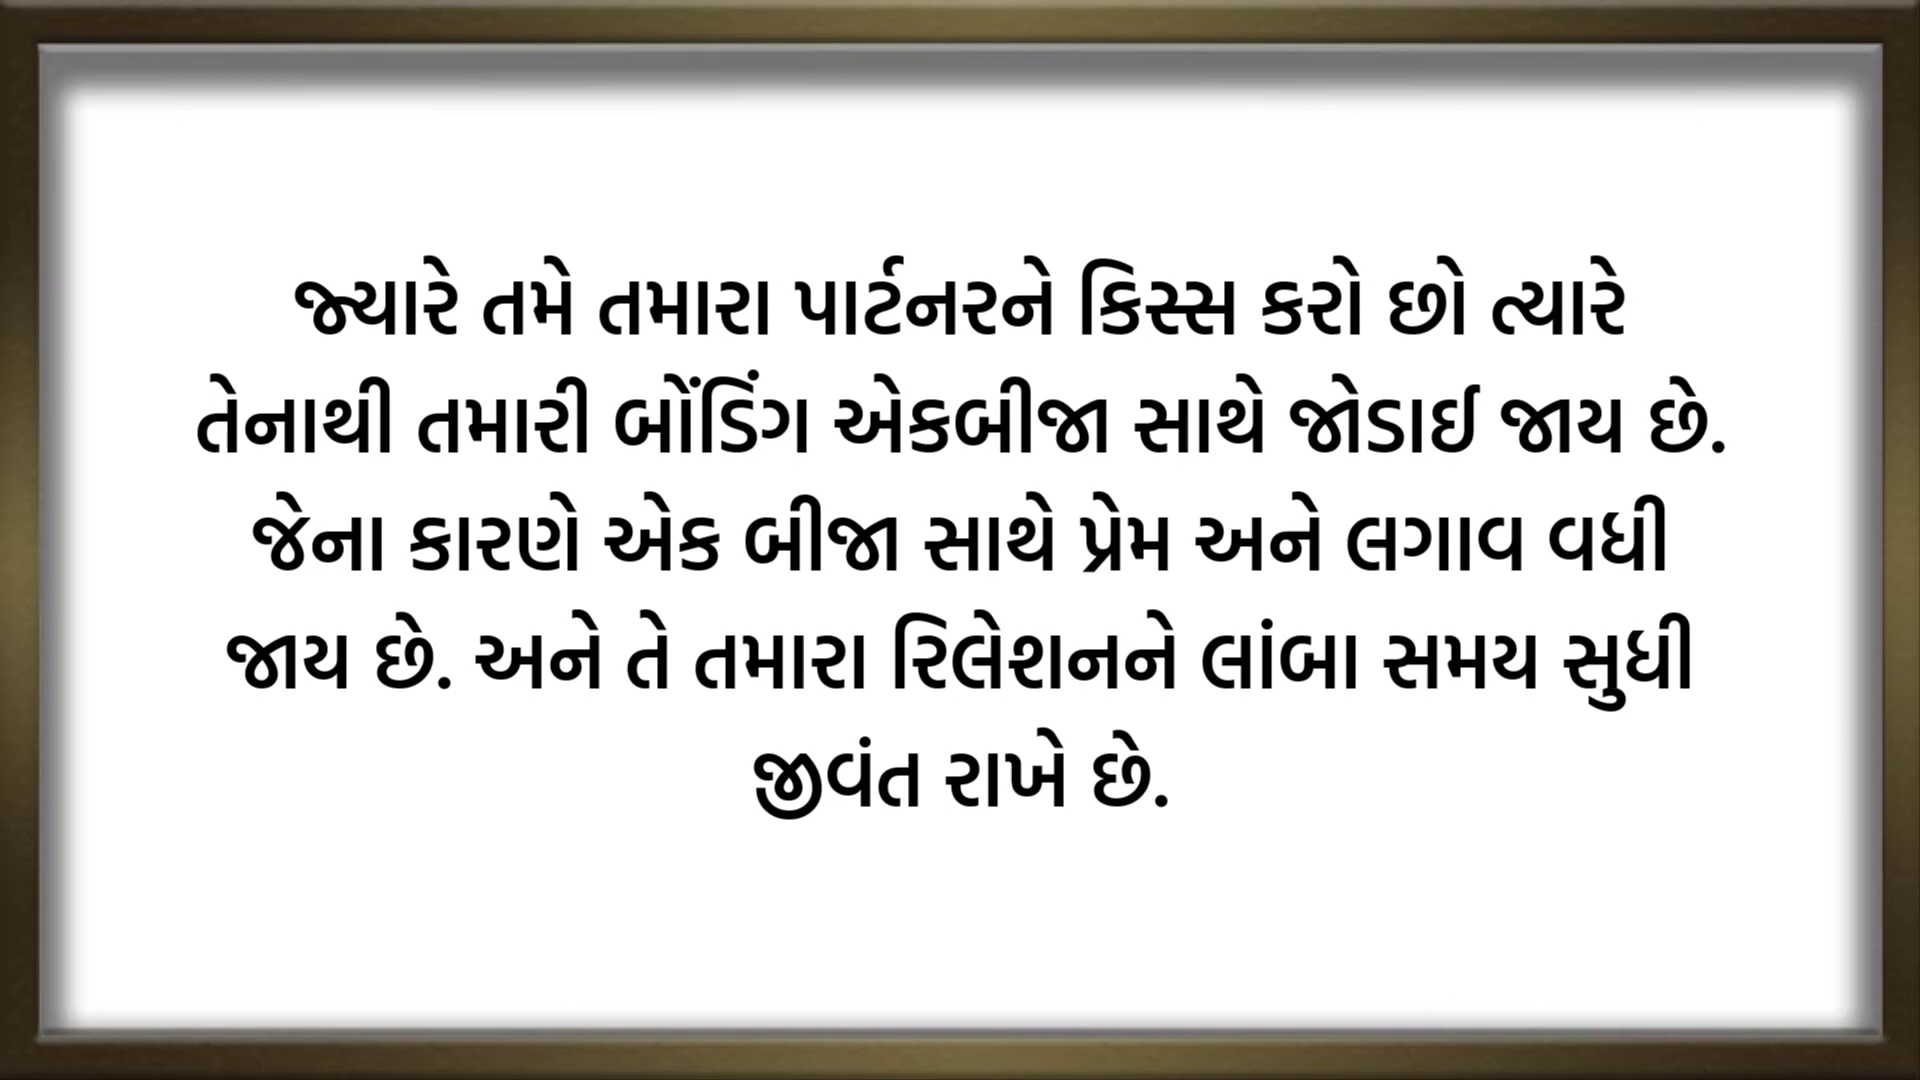 જ્યારે તમે તમારા પાર્ટનરને કિસ્સ કરો છો ત્યારે
તેનાથી તમારી બોંડિંગ એકબીજા સાથે જોડાઈ જાય છે.
જેના કારણે એક બીજા સાથે પ્રેમ અને લગાવ વધી
જાય છે. અને તે તમારા રિલેશનને લાંબા સમય સુધી
જીવંત રાખે છે.